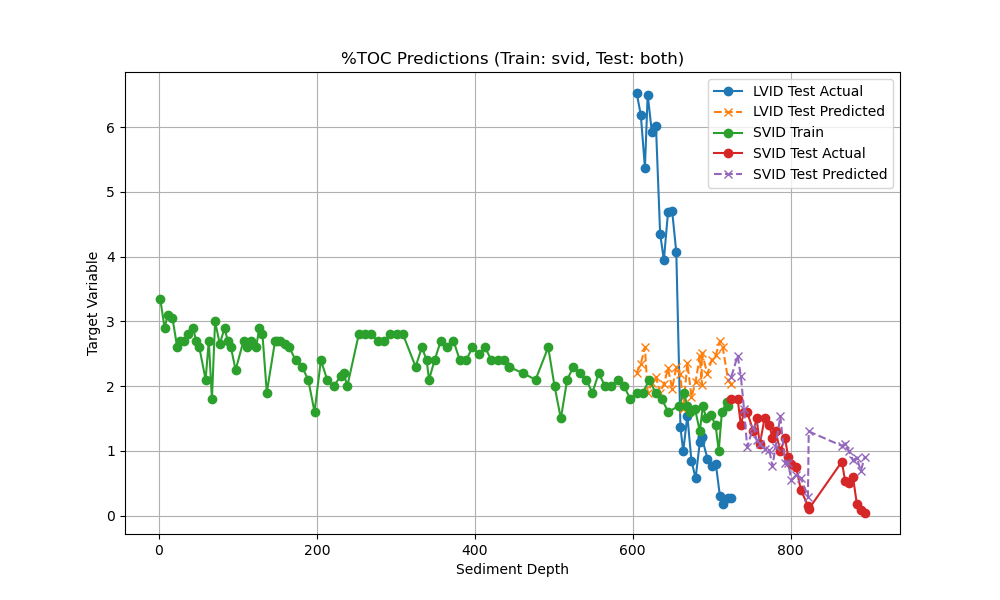 %TOC Predictions (Train: svid, Test: both)
LVID Test Actual
LVID Test Predicted
SVID Train
SVID Test Actual
SVID Test Predicted
Target Variable
6
5
4
3
2
1
0
0 200 400 600 800
Sediment Depth